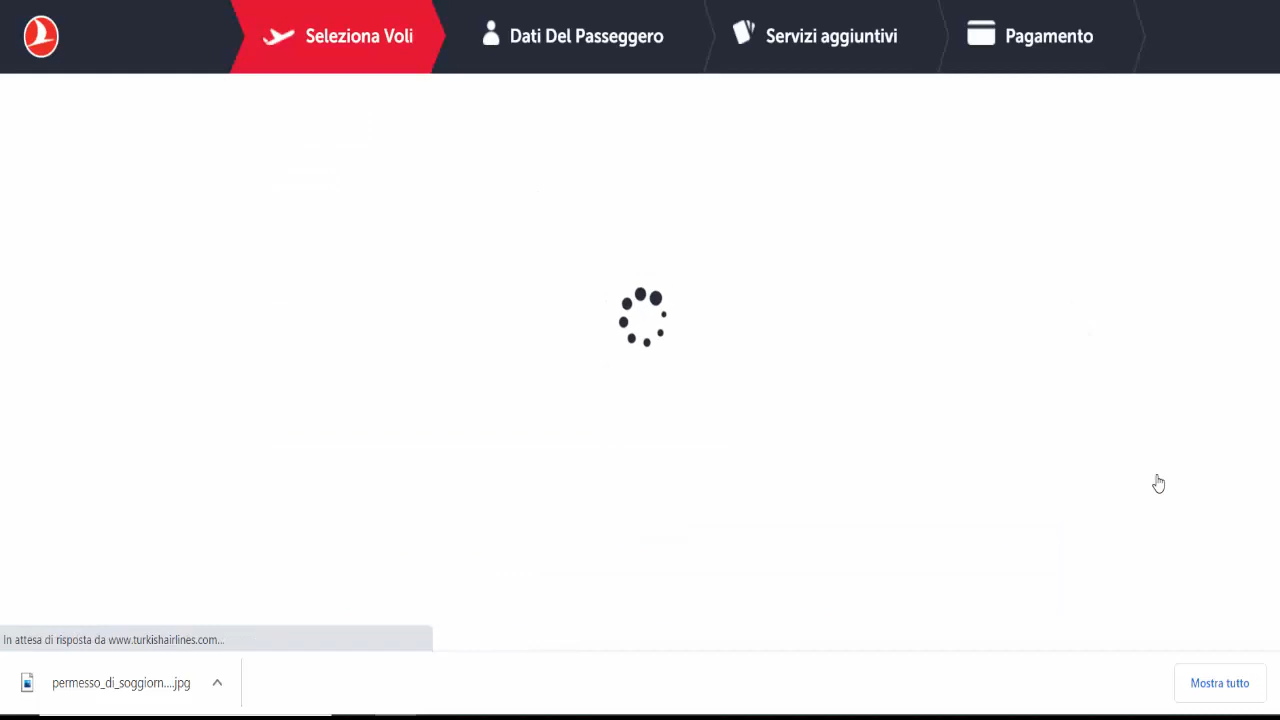 Seleziona Voli
Dati Del Passeggero
Servizi aggiuntivi
Pagamento
In attesa di risposta da www.turkishairlines.com...
permesso_di_soggiorn....jpg
Mostra tutto